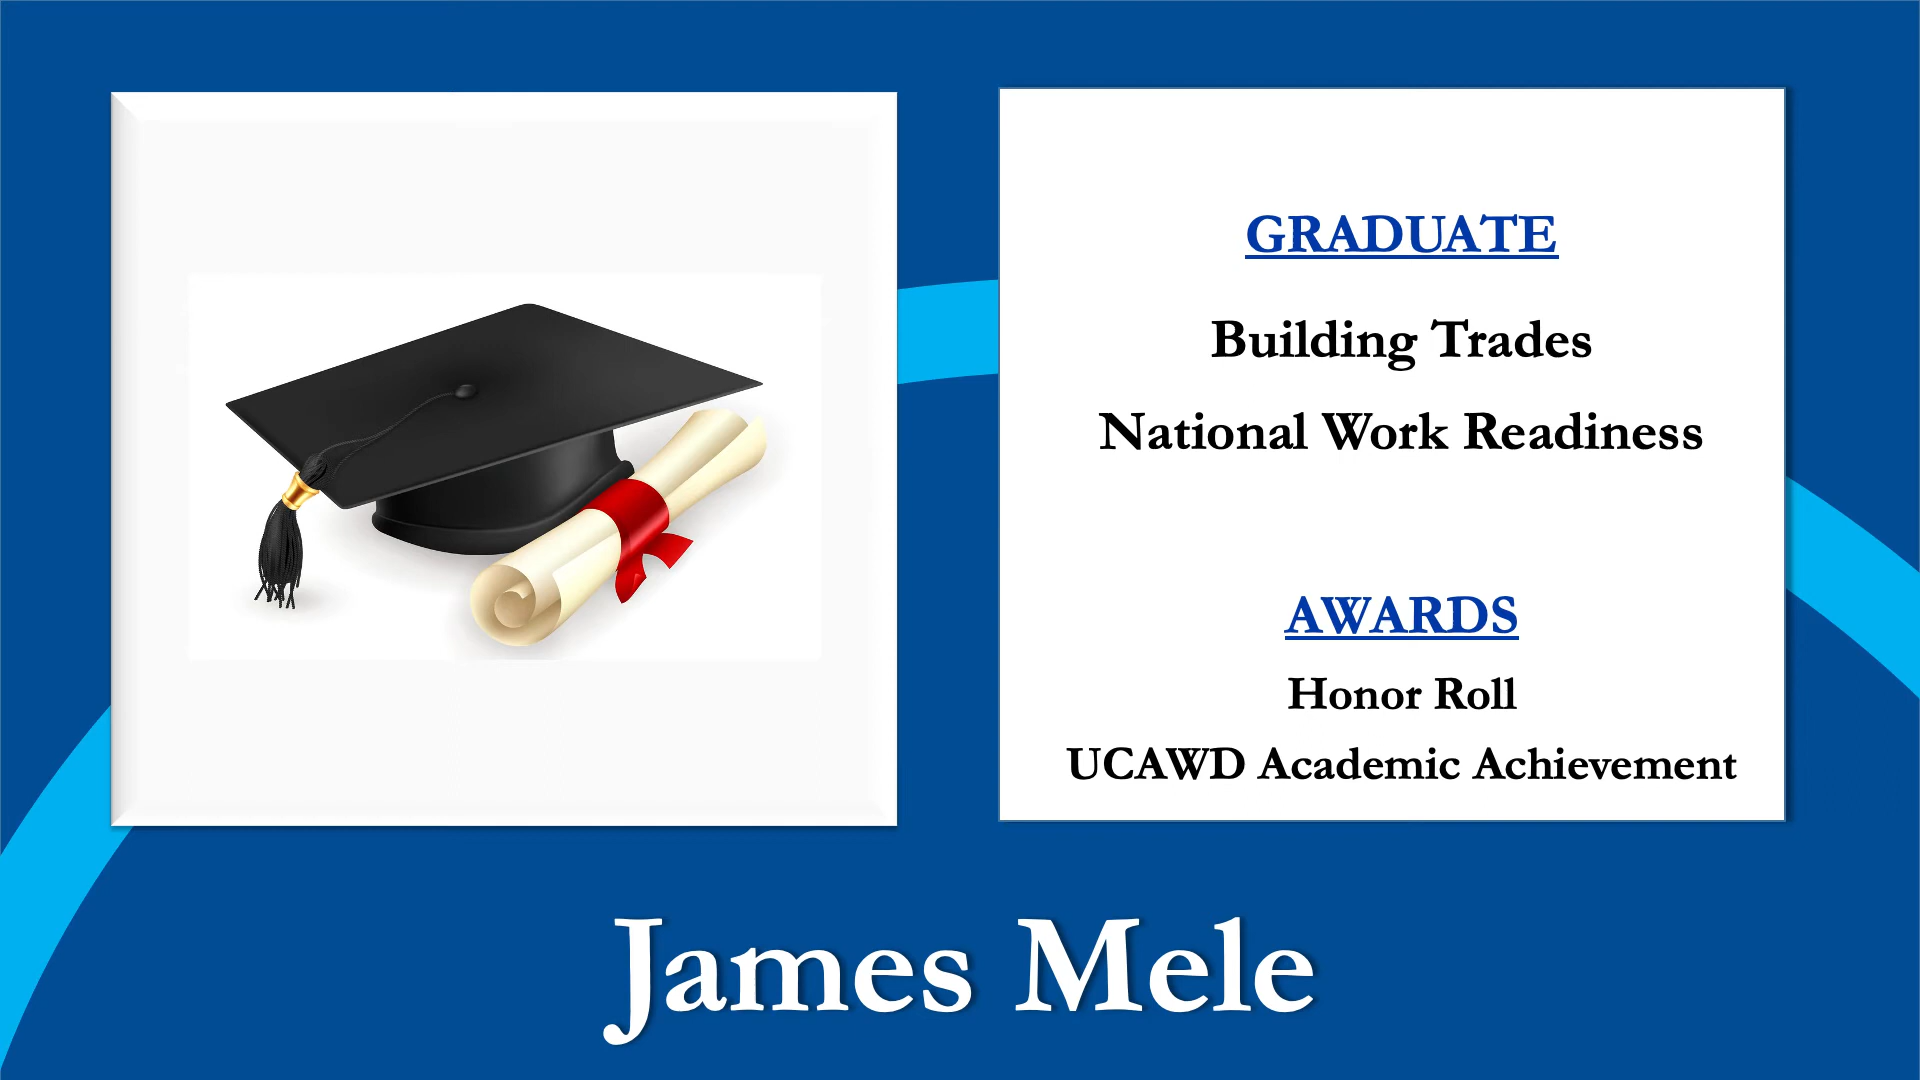 GRADUATE
Building Trades
National Work Readiness
AWARDS
Honor Roll
UCAWD Academic Achievement
James Mele